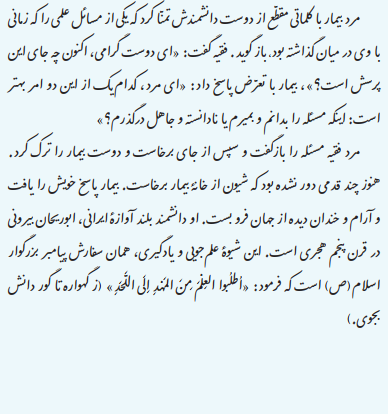 مرد بیمار با کلماتی مقطّع از دوست دانشمندش تمنّا کرد که یکی از مسائل علمی را که زمانی
با وی در میان گذاشته بود، باز گوید. فقیه گفت: «ای دوست گرامی، اکنون چه جای این
پرسش است؟»، بیمار با تعرّض پاسخ داد: «ای مرد، کدام یک از این دو امر بهتر
است: اینکه مسئله را بدانم و بمیرم یا نادانسته و جاهل درگذرم؟»
مرد فقیه مسئله را بازگفت و سپس از جای برخاست و دوست بیمار را ترک کرد.
هنوز چند قدمی دور نشده بود که شیون از خانهٔ بیمار برخاست. بیمار پاسخ خویش را یافت
و آرام و خندان دیده از جهان فرو بست. او دانشمند بلند آوازهٔ ایرانی، ابوریحان بیرونی
در قرن پنجم هجری است. این شیوهٔ علم‌جویی و یادگیری، همان سفارش پیامبر بزرگوار
اسلام (ص) است که فرمود: «اُطلُبوا العِلمَ مِنَ المَهدِ اِلَی اللَّحَدِ» (ز گهواره تا گور دانش
بجوی.)